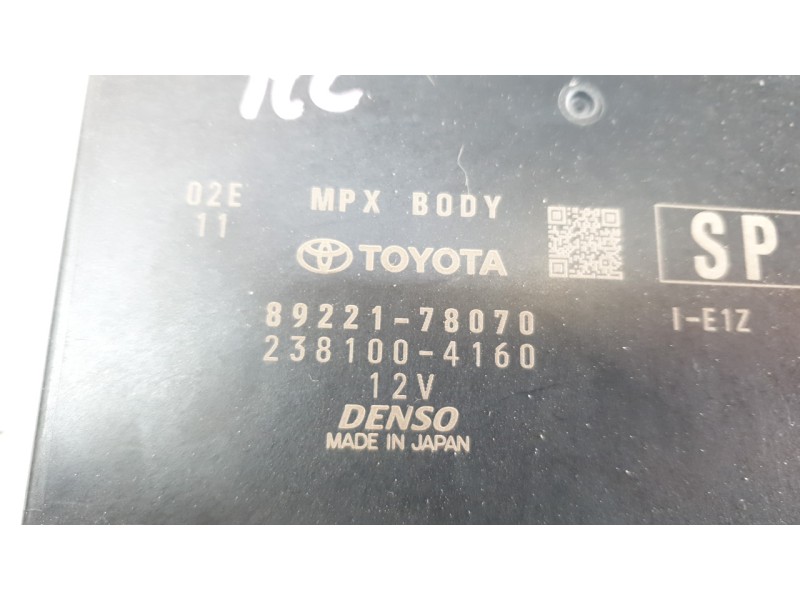 02E
11
MPX BODY
TOYOTA
SP
89221-78070
I-E1Z
238100-4160
12V
DENSO
MADE IN JAPAN